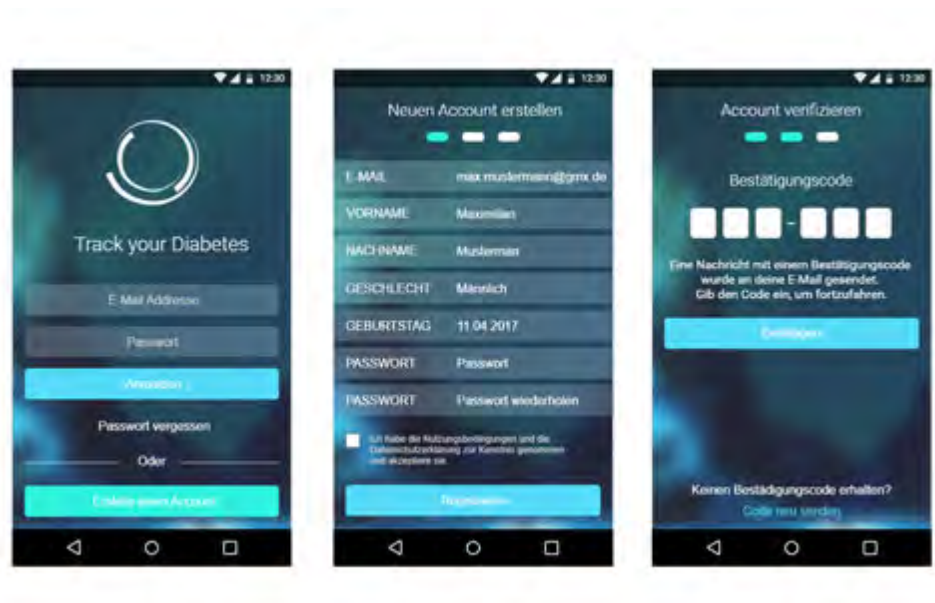 12:30
Track your Diabetes
E-Mail Addresse
Passwort
Anmelden
Passwort vergessen
Oder
Erstelle einen Account
12:30
Neuen Account erstellen
E-MAIL max.mustermann@gmx.de
VORNAME Maximilian
NACHNAME Musterman
GESCHLECHT Männlich
GEBURTSTAG 11.04.2017
PASSWORT Passwort
PASSWORT Passwort wiederholen
Ich habe die Nutzungsbedingungen und die
Datenschutzerklärung zur Kenntnis genommen
und akzeptiere sie.
Registrieren
12:30
Account verifizieren
Bestätigungscode
-
Eine Nachricht mit einem Bestätigungscode
wurde an deine E-Mail gesendet.
Gib den Code ein, um fortzufahren.
Bestätigen
Keinen Bestädigungscode erhalten?
Code neu senden